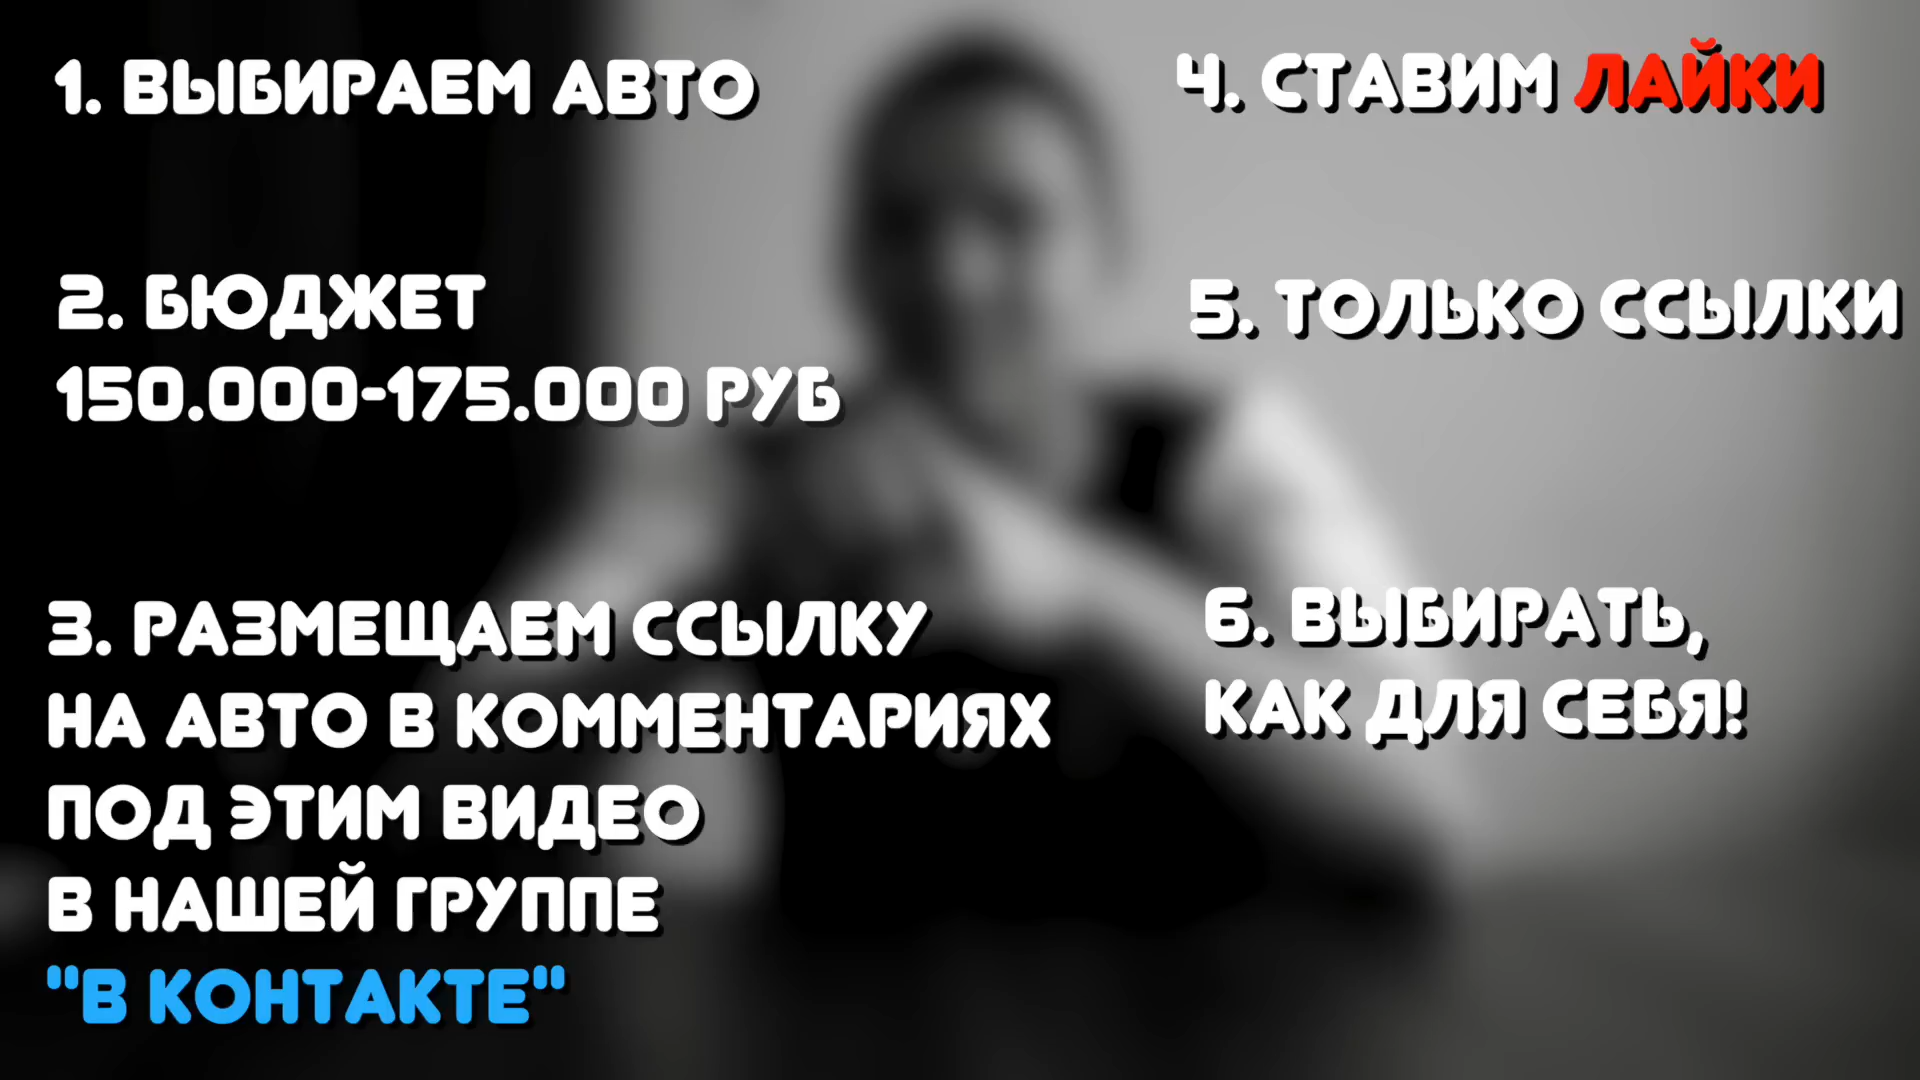 1. ВЫБИРАЕМ АВТО
2. БЮДЖЕТ
150.000-175.000 РУБ
3. РАЗМЕЩАЕМ ССЫЛКУ
НА АВТО В КОММЕНТАРИЯХ
ПОД ЭТИМ ВИДЕО
В НАШЕЙ ГРУППЕ
"В КОНТАКТЕ"
4. СТАВИМ ЛАЙКИ
5. ТОЛЬКО ССЫЛКИ
6. ВЫБИРАТЬ,
КАК ДЛЯ СЕБЯ!